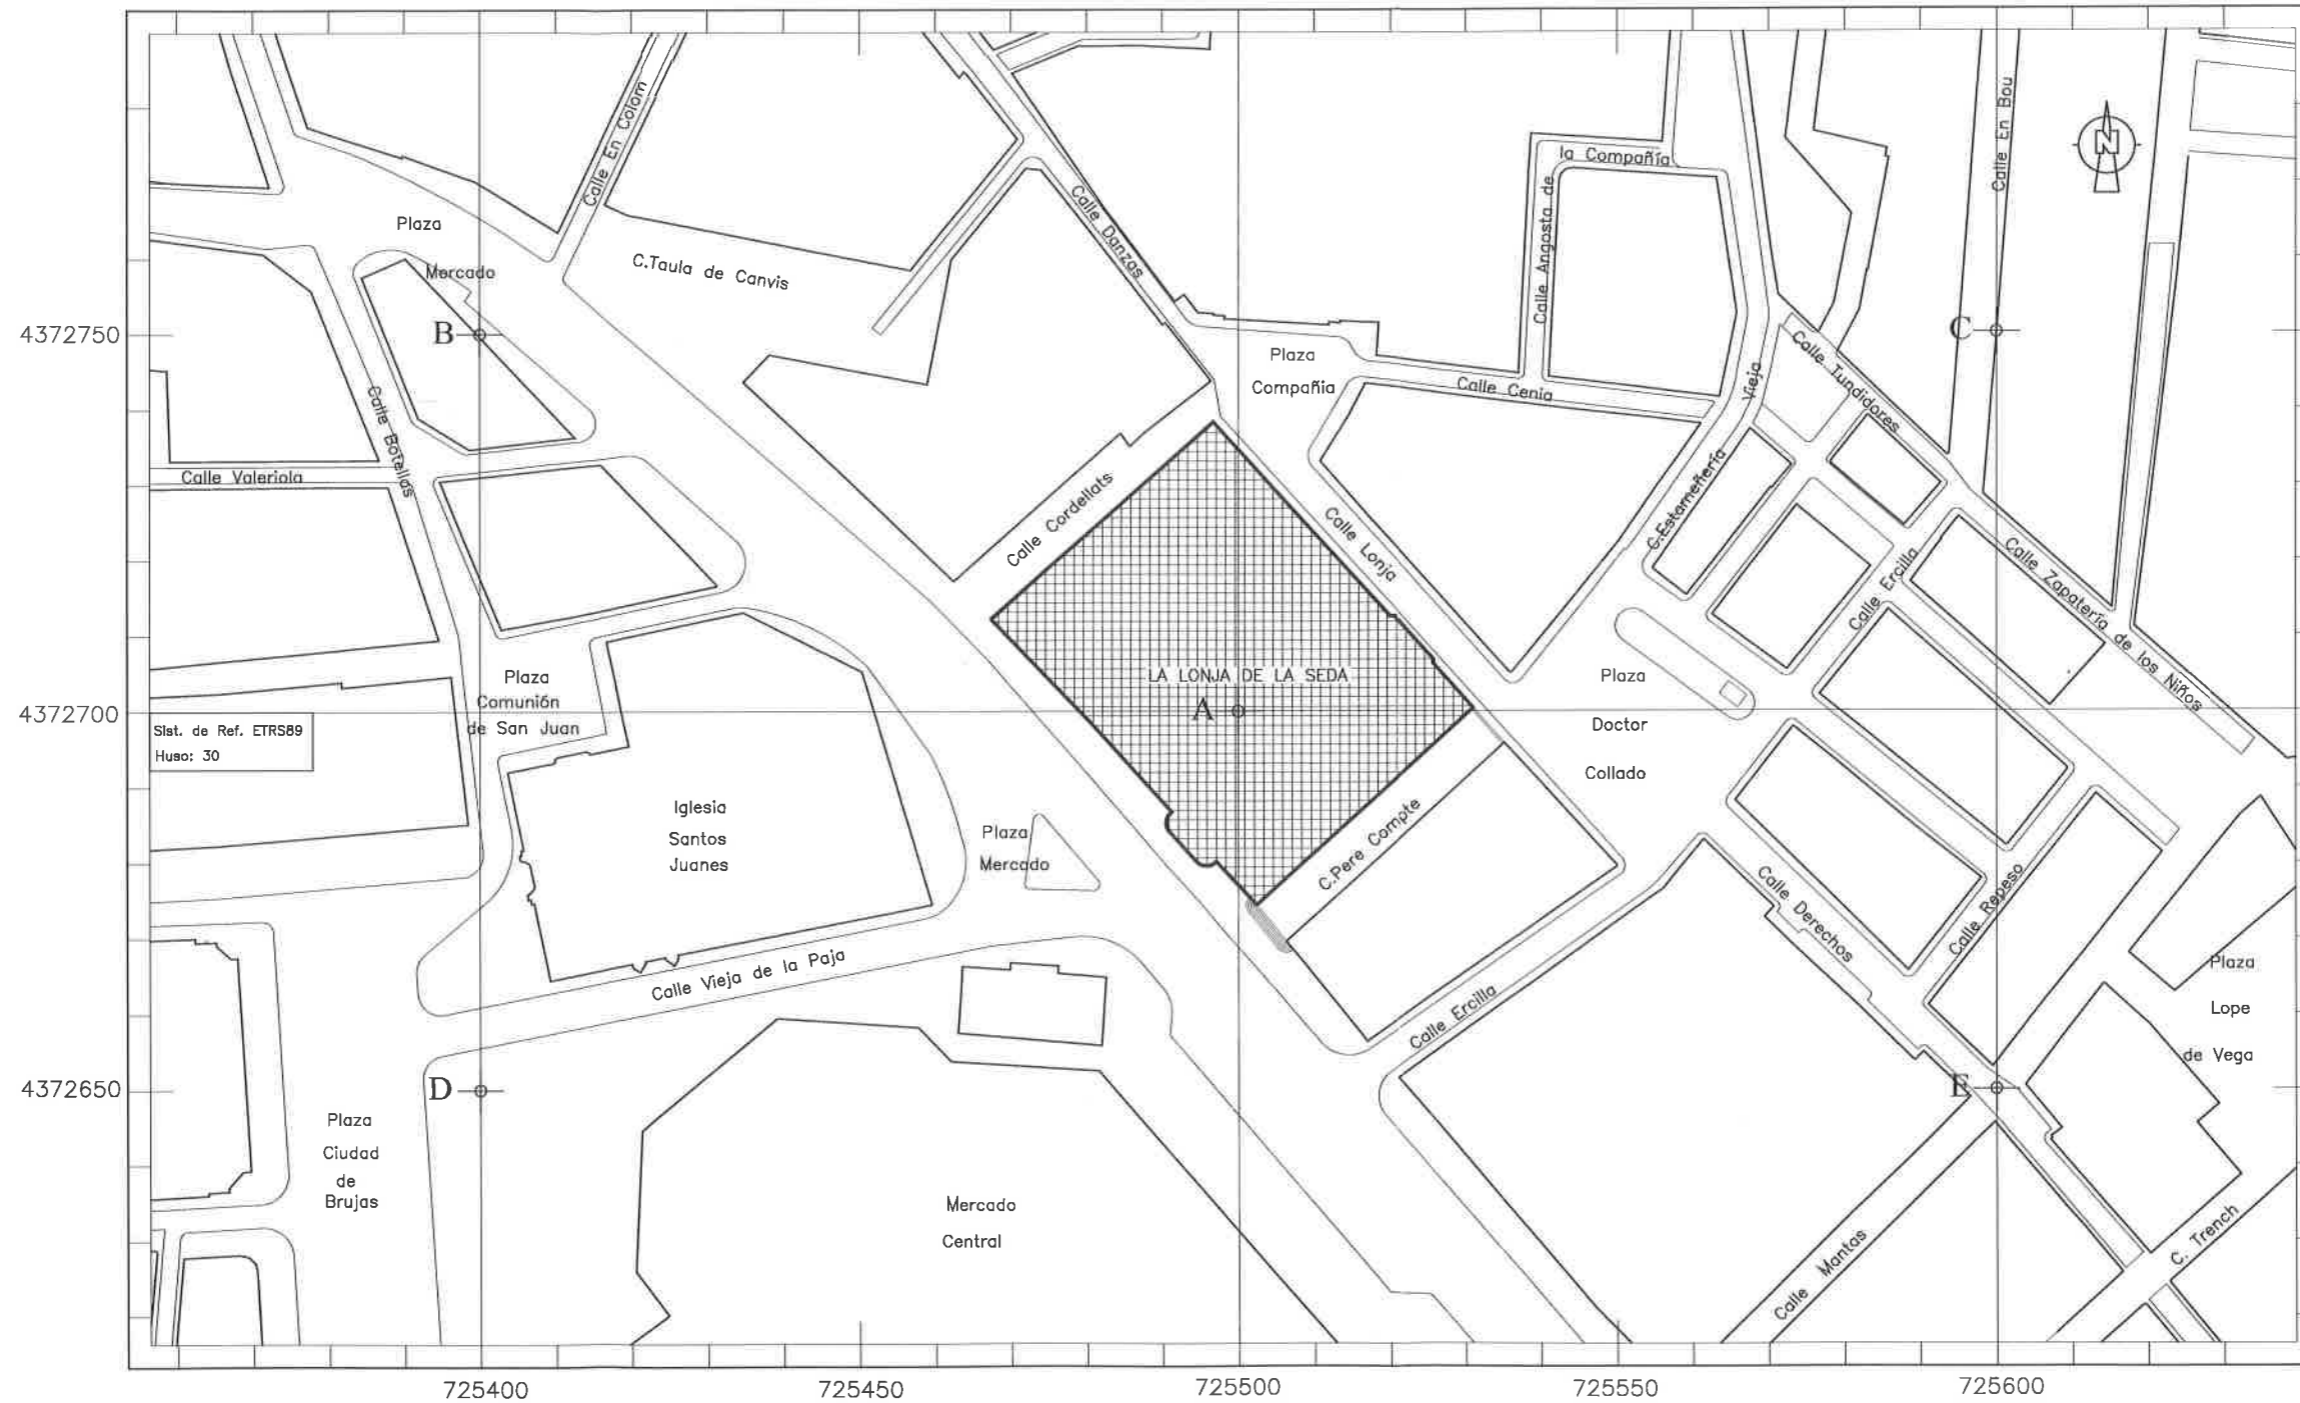 Calle En Colom
Calle En Bou
N
la Compañía
Calle Angosta de
Plaza
Mercado
C.Taula de Canvis
Calle Danzas
4372750
B
C
Plaza
Compañia
Calle Cenia
Vieja
Calle Tundidores
Calle Botellas
Calle Valeriola
Calle Cordellats
Calle Lonja
C.Estameñería
Calle Ercilla
Calle Zapatería de los Niños
LA LONJA DE LA SEDA
A
4372700
Plaza
Comunión
de San Juan
Sist. de Ref. ETRS89
Huso: 30
Plaza
Doctor
Collado
Iglesia
Santos
Juanes
Plaza
Mercado
C.Pere Compte
Calle Derechos
Calle Repeso
Plaza
Lope
de Vega
Calle Vieja de la Paja
Calle Ercilla
4372650
D
E
Plaza
Ciudad
de
Brujas
Mercado
Central
Calle Mantas
C. Trench
725400
725450
725500
725550
725600